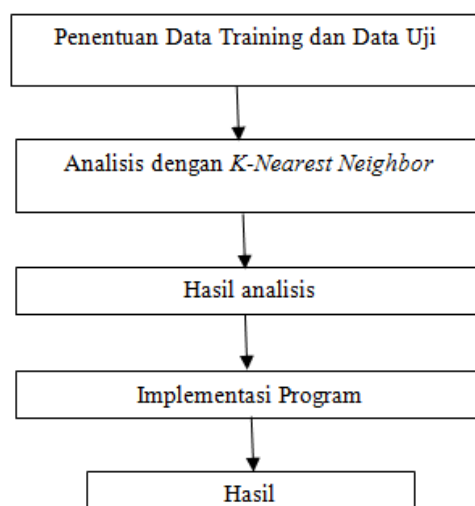 Penentuan Data Training dan Data Uji
Analisis dengan K-Nearest Neighbor
Hasil analisis
Implementasi Program
Hasil